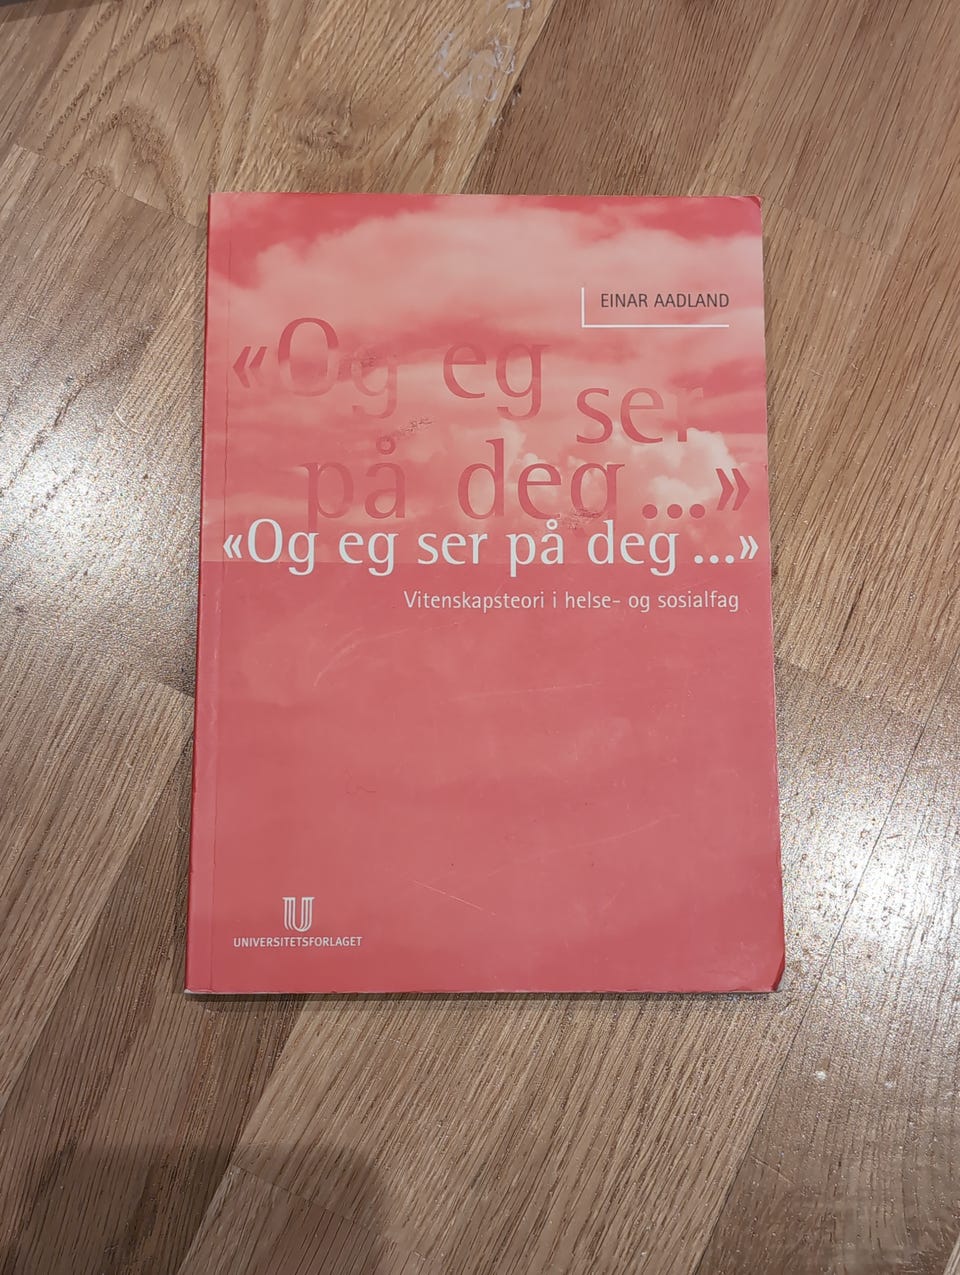 EINAR AADLAND
«Og eg
ser
på deg ...»
«Og eg ser på deg ...»
Vitenskapsteori i helse- og sosialfag
U
UNIVERSITETSFORLAGET